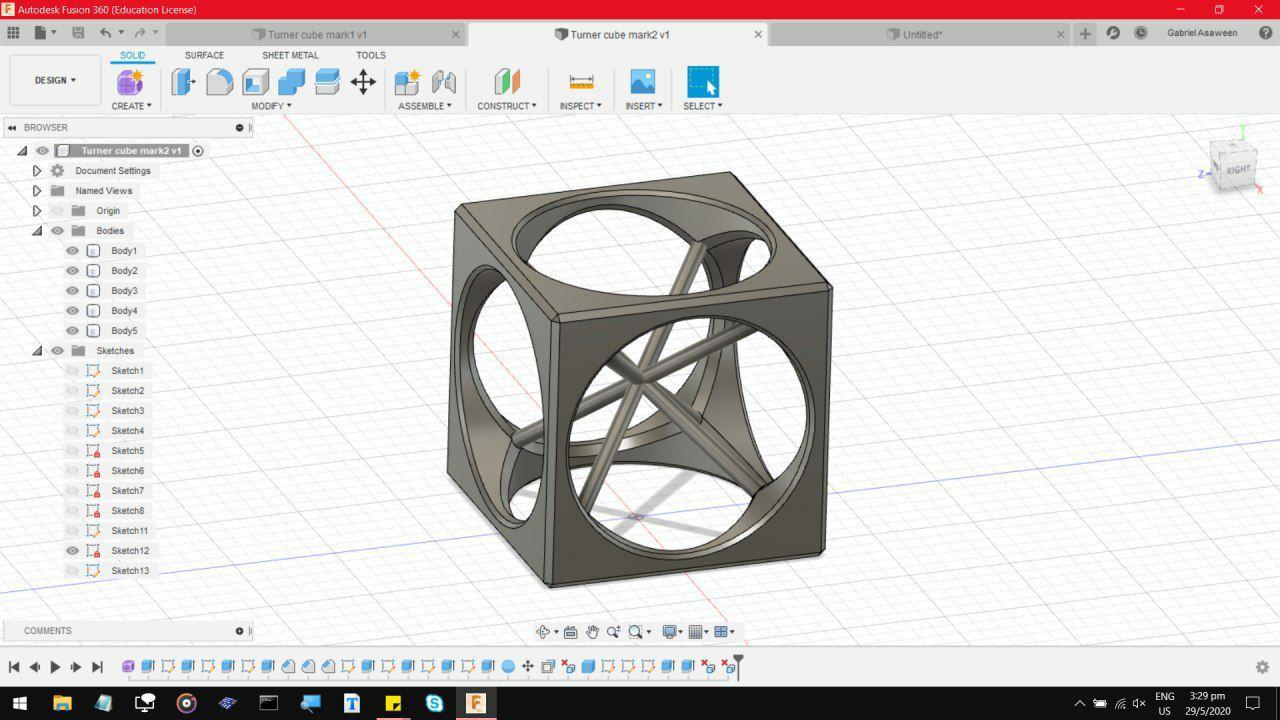 Autodesk Fusion 360 (Education License)
Turner cube mark1 v1
Turner cube mark2 v1
Untitled*
Gabriel Asaween
SOLID
SURFACE
SHEET METAL
TOOLS
DESIGN
CREATE
MODIFY
ASSEMBLE
CONSTRUCT
INSPECT
INSERT
SELECT
BROWSER
Turner cube mark2 v1
Document Settings
Named Views
Origin
Bodies
Body1
Body2
Body3
Body4
Body5
Sketches
Sketch1
Sketch2
Sketch3
Sketch4
Sketch5
Sketch6
Sketch7
Sketch8
Sketch11
Sketch12
Sketch13
Y
Z
RIGHT
X
COMMENTS
ENG
US
3:29 pm
29/5/2020